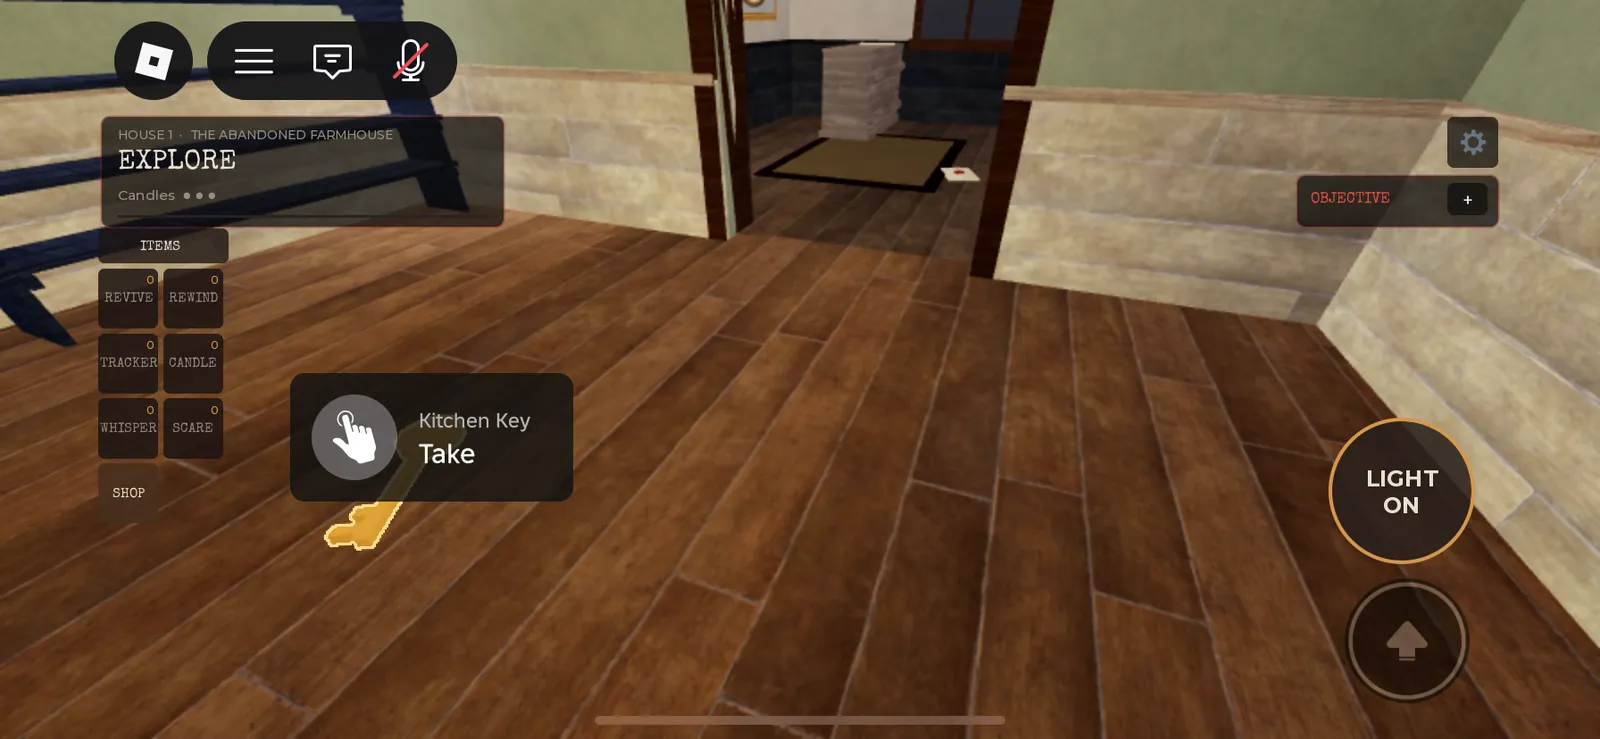 HOUSE 1 · THE ABANDONED FARMHOUSE
EXPLORE
Candles
OBJECTIVE
+
ITEMS
0
REVIVE
0
REWIND
0
TRACKER
0
CANDLE
0
WHISPER
0
SCARE
SHOP
Kitchen Key
Take
LIGHT
ON